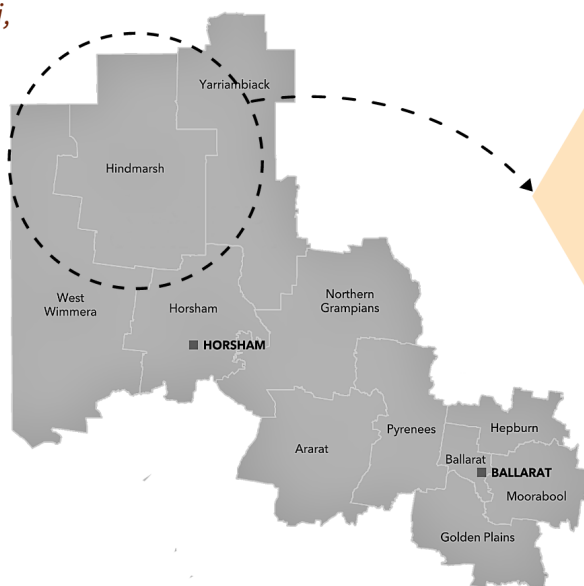 i,
Yarriambiack
Hindmarsh
West
Wimmera
Horsham
HORSHAM
Northern
Grampians
Ararat
Pyrenees
Hepburn
Ballarat
BALLARAT
Moorabool
Golden Plains